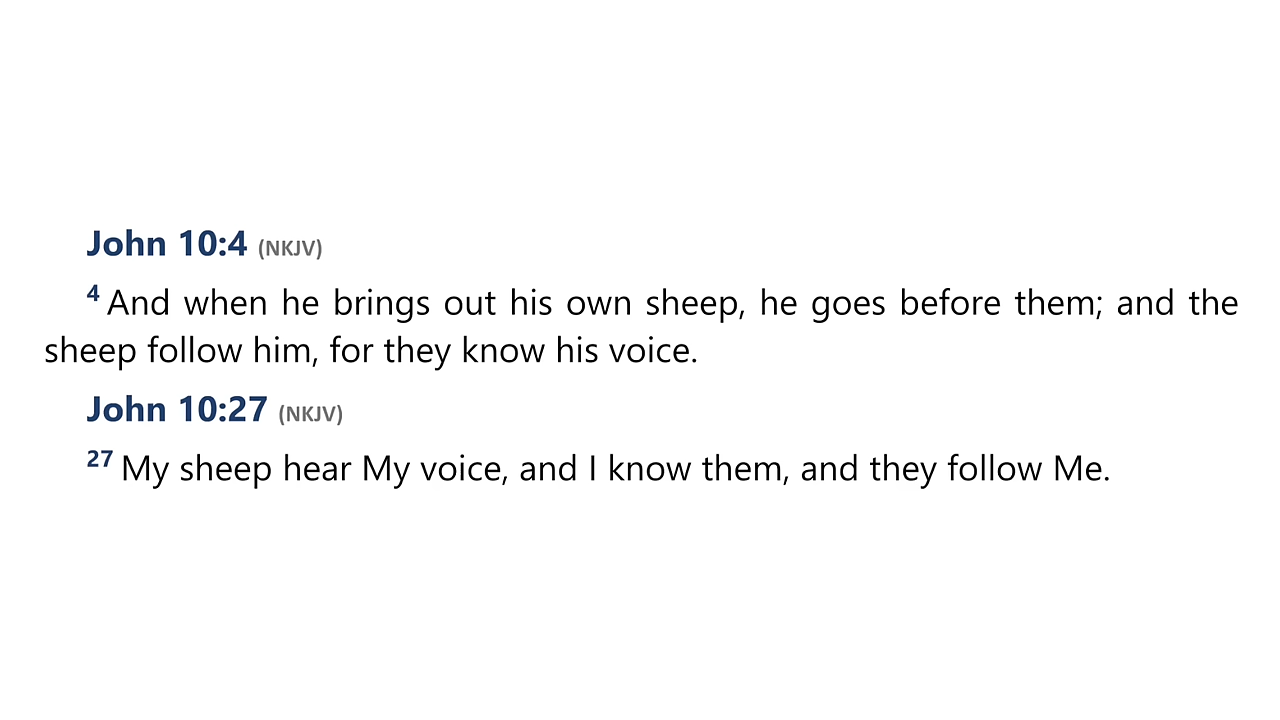 John 10:4 (NKJV)
4 And when he brings out his own sheep, he goes before them; and the
sheep follow him, for they know his voice.
John 10:27 (NKJV)
27 My sheep hear My voice, and I know them, and they follow Me.